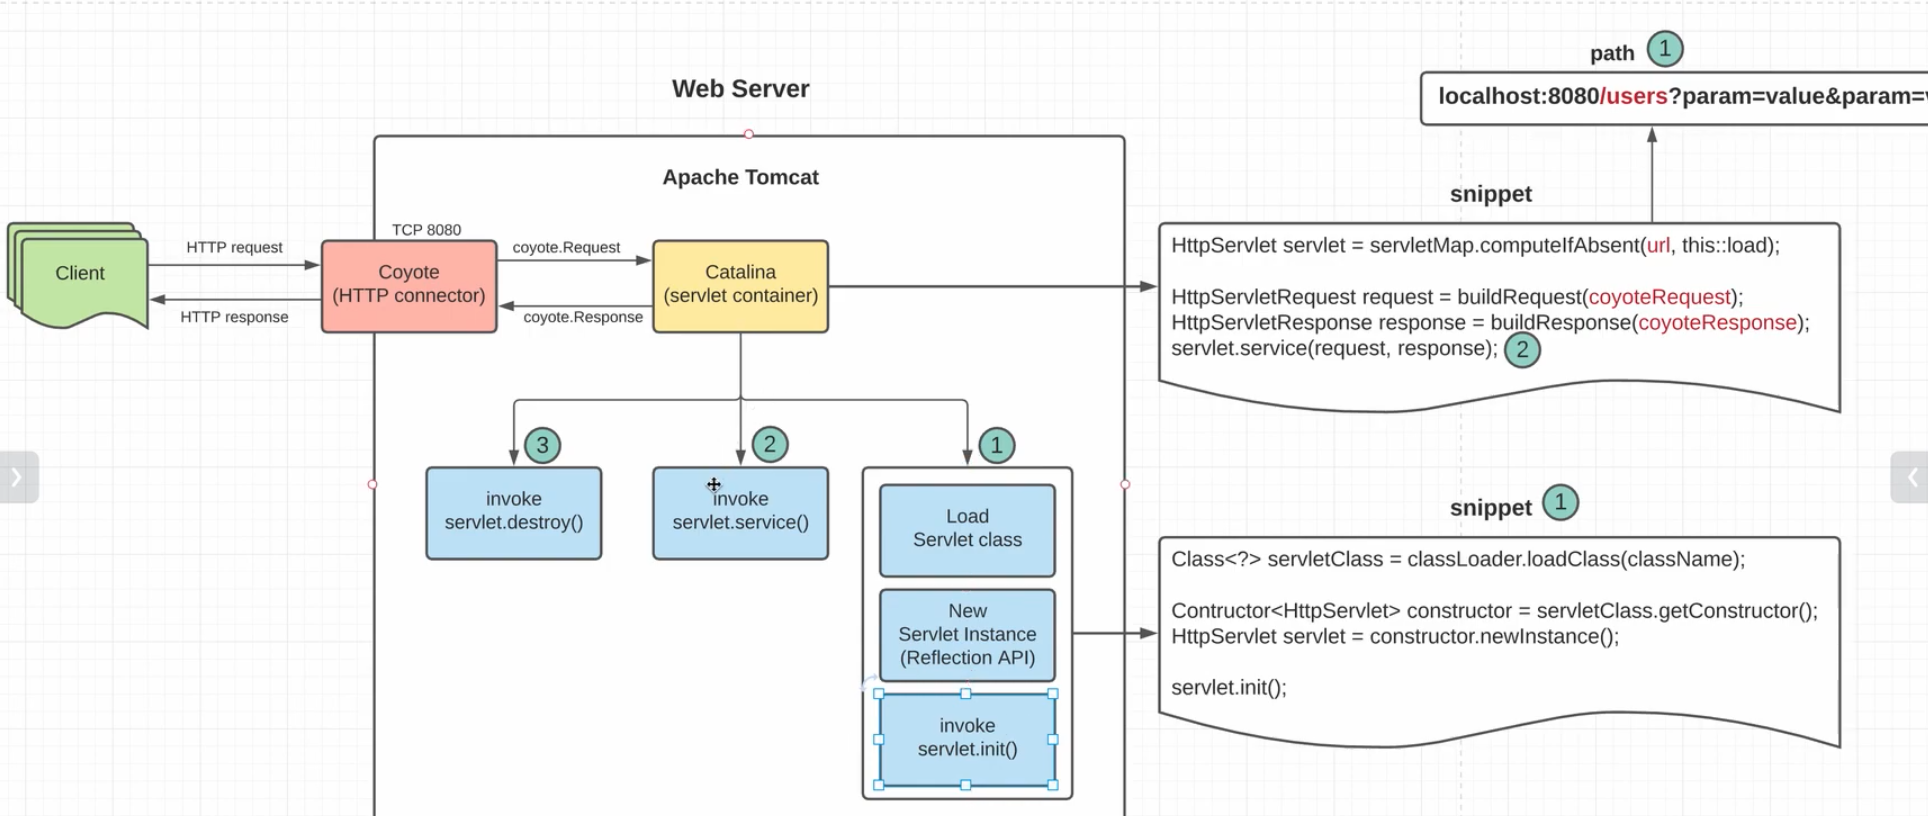 path 1
localhost:8080/users?param=value&param=
Web Server
Apache Tomcat
TCP 8080
HTTP request
coyote.Request
Client
Coyote
(HTTP connector)
Catalina
(servlet container)
HTTP response
coyote.Response
snippet
HttpServlet servlet = servletMap.computeIfAbsent(url, this::load);
HttpServletRequest request = buildRequest(coyoteRequest);
HttpServletResponse response = buildResponse(coyoteResponse);
servlet.service(request, response); 2
3
2
1
invoke
servlet.destroy()
invoke
servlet.service()
Load
Servlet class
New
Servlet Instance
(Reflection API)
invoke
servlet.init()
snippet 1
Class<?> servletClass = classLoader.loadClass(className);
Contructor<HttpServlet> constructor = servletClass.getConstructor();
HttpServlet servlet = constructor.newInstance();
servlet.init();